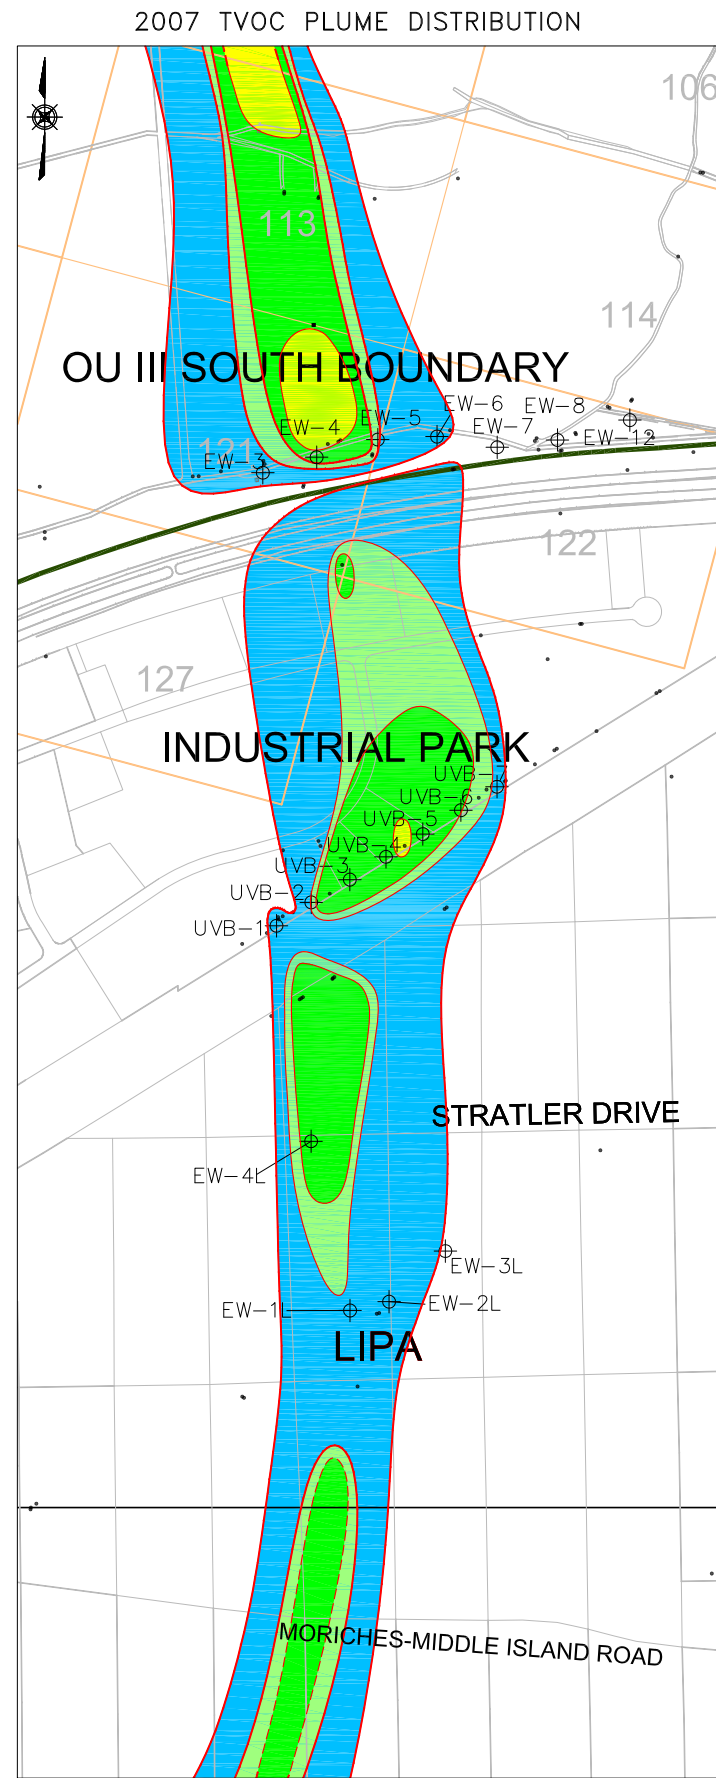 2007 TVOC PLUME DISTRIBUTION
106
113
114
OU III SOUTH BOUNDARY
EW-6
EW-8
EW-5
EW-4
EW-7
EW-12
121
EW-3
122
127
INDUSTRIAL PARK
UVB-7
UVB-6
UVB-5
UVB-4
UVB-3
UVB-2
UVB-1
STRATLER DRIVE
EW-4L
EW-3L
EW-2L
EW-1L
LIPA
MORICHES-MIDDLE ISLAND ROAD